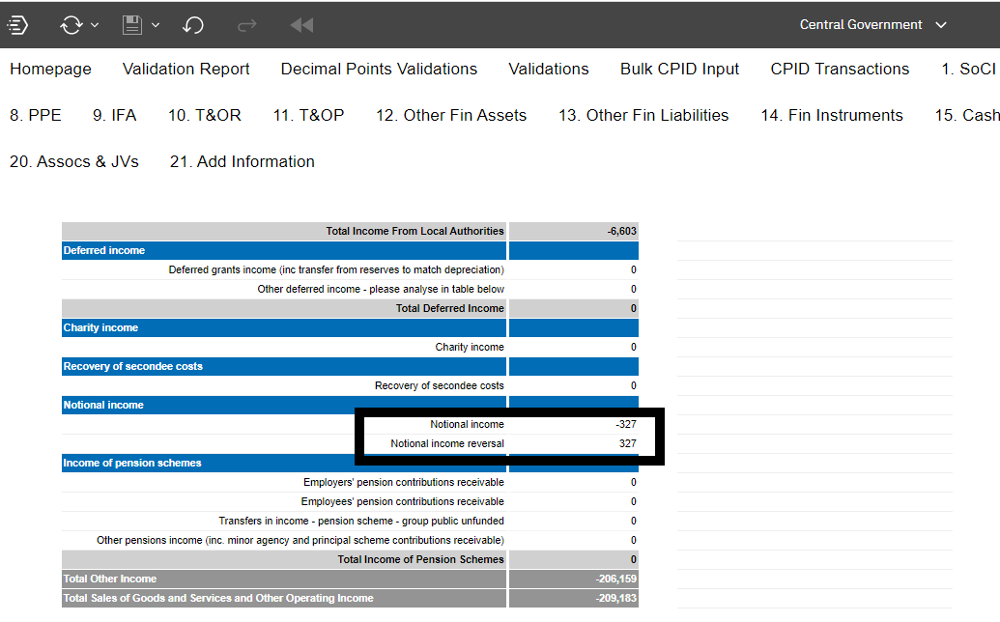 Central Government
Homepage Validation Report Decimal Points Validations Validations Bulk CPID Input CPID Transactions 1. SoCI
8. PPE 9. IFA 10. T&OR 11. T&OP 12. Other Fin Assets 13. Other Fin Liabilities 14. Fin Instruments 15. Cash
20. Assocs & JVs 21. Add Information
Total Income From Local Authorities -6,603
Deferred income
Deferred grants income (inc transfer from reserves to match depreciation) 0
Other deferred income - please analyse in table below 0
Total Deferred Income 0
Charity income
Charity income 0
Recovery of secondee costs
Recovery of secondee costs 0
Notional income
Notional income -327
Notional income reversal 327
Income of pension schemes
Employers' pension contributions receivable 0
Employees' pension contributions receivable 0
Transfers in income - pension scheme - group public unfunded 0
Other pensions income (inc. minor agency and principal scheme contributions receivable) 0
Total Income of Pension Schemes 0
Total Other Income -206,159
Total Sales of Goods and Services and Other Operating Income -209,183